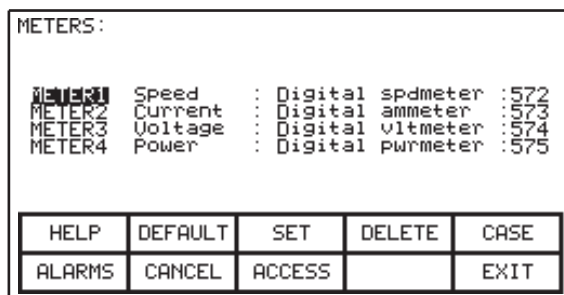 METERS:
METER1 Speed : Digital spdmeter :572
METER2 Current : Digital ammeter :573
METER3 Voltage : Digital vltmeter :574
METER4 Power : Digital pwrmeter :575
HELP DEFAULT SET DELETE CASE
ALARMS CANCEL ACCESS EXIT